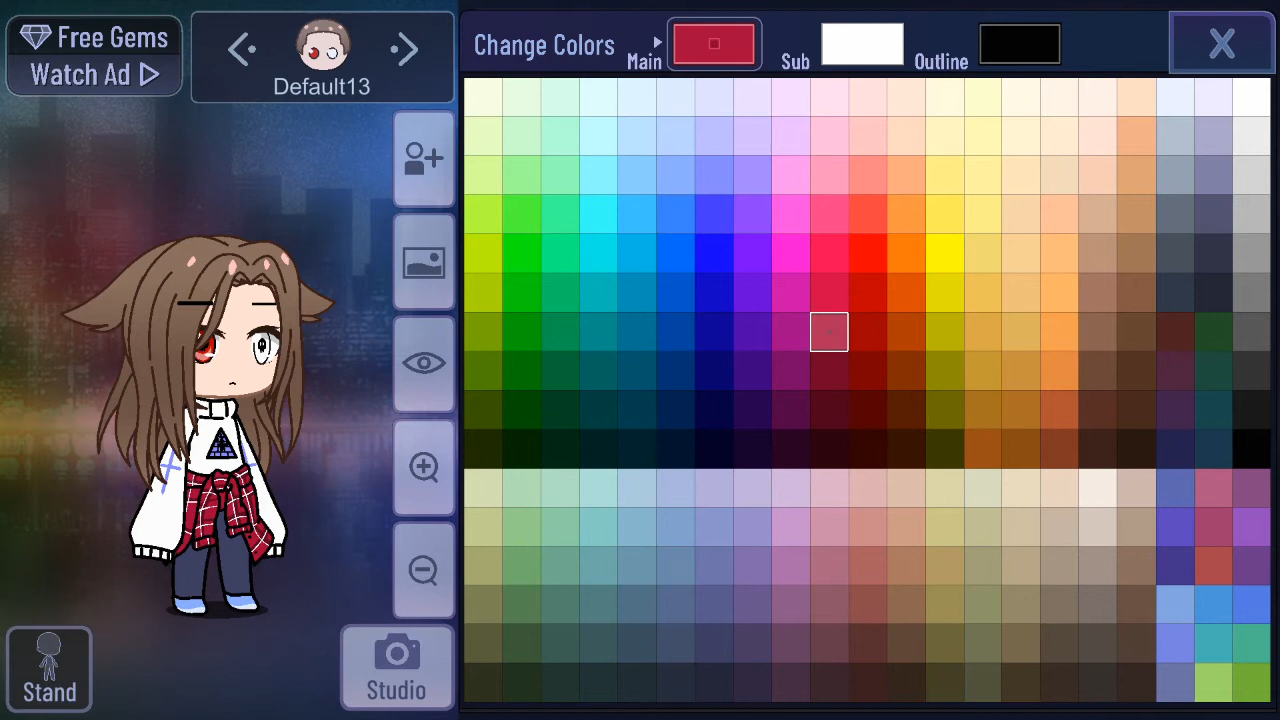 Free Gems
Watch Ad
Default13
Change Colors
Main
Sub
Outline
X
Stand
Studio